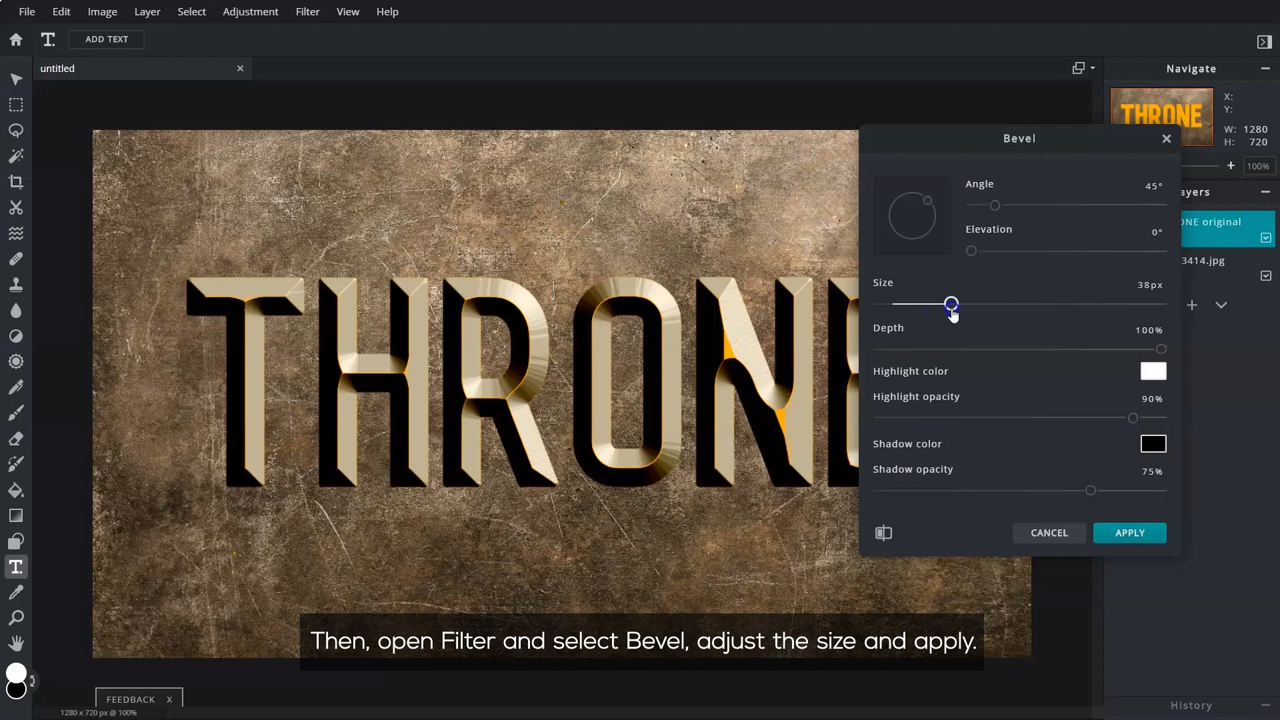 File Edit Image Layer Select Adjustment Filter View Help
T. ADD TEXT
untitled ×
Navigate
THRONE
X:
Y:
W: 1280
H: 720
100%
Bevel
Angle 45°
Elevation 0°
Size 38px
Depth 100%
Highlight color
Highlight opacity 90%
Shadow color
Shadow opacity 75%
CANCEL APPLY
ayers
ONE original
3414.jpg
THRONE
T.
Then, open Filter and select Bevel, adjust the size and apply.
FEEDBACK X
1280 x 720 px @ 100%
History